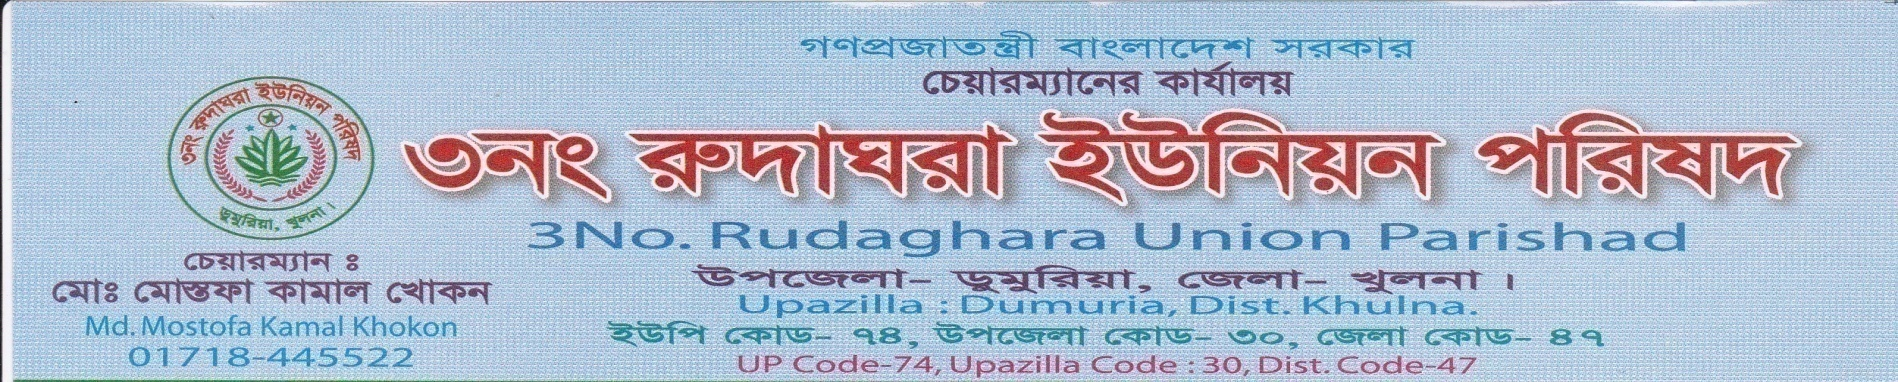 গণপ্রজাতন্ত্রী বাংলাদেশ সরকার
চেয়ারম্যানের কার্যালয়
৩নং রুদাঘরা ইউনিয়ন পরিষদ
3No. Rudaghara Union Parishad
উপজেলা- ডুমুরিয়া, জেলা- খুলনা।
Upazilla : Dumuria, Dist. Khulna.
ইউপি কোড- ৭৪, উপজেলা কোড- ৩০, জেলা কোড- ৪৭
UP Code-74, Upazilla Code : 30, Dist. Code-47
৩নং রুদাঘরা ইউনিয়ন পরিষদ
ডুমুরিয়া, খুলনা।
চেয়ারম্যান ঃ
মোঃ মোস্তফা কামাল খোকন
Md. Mostofa Kamal Khokon
01718-445522